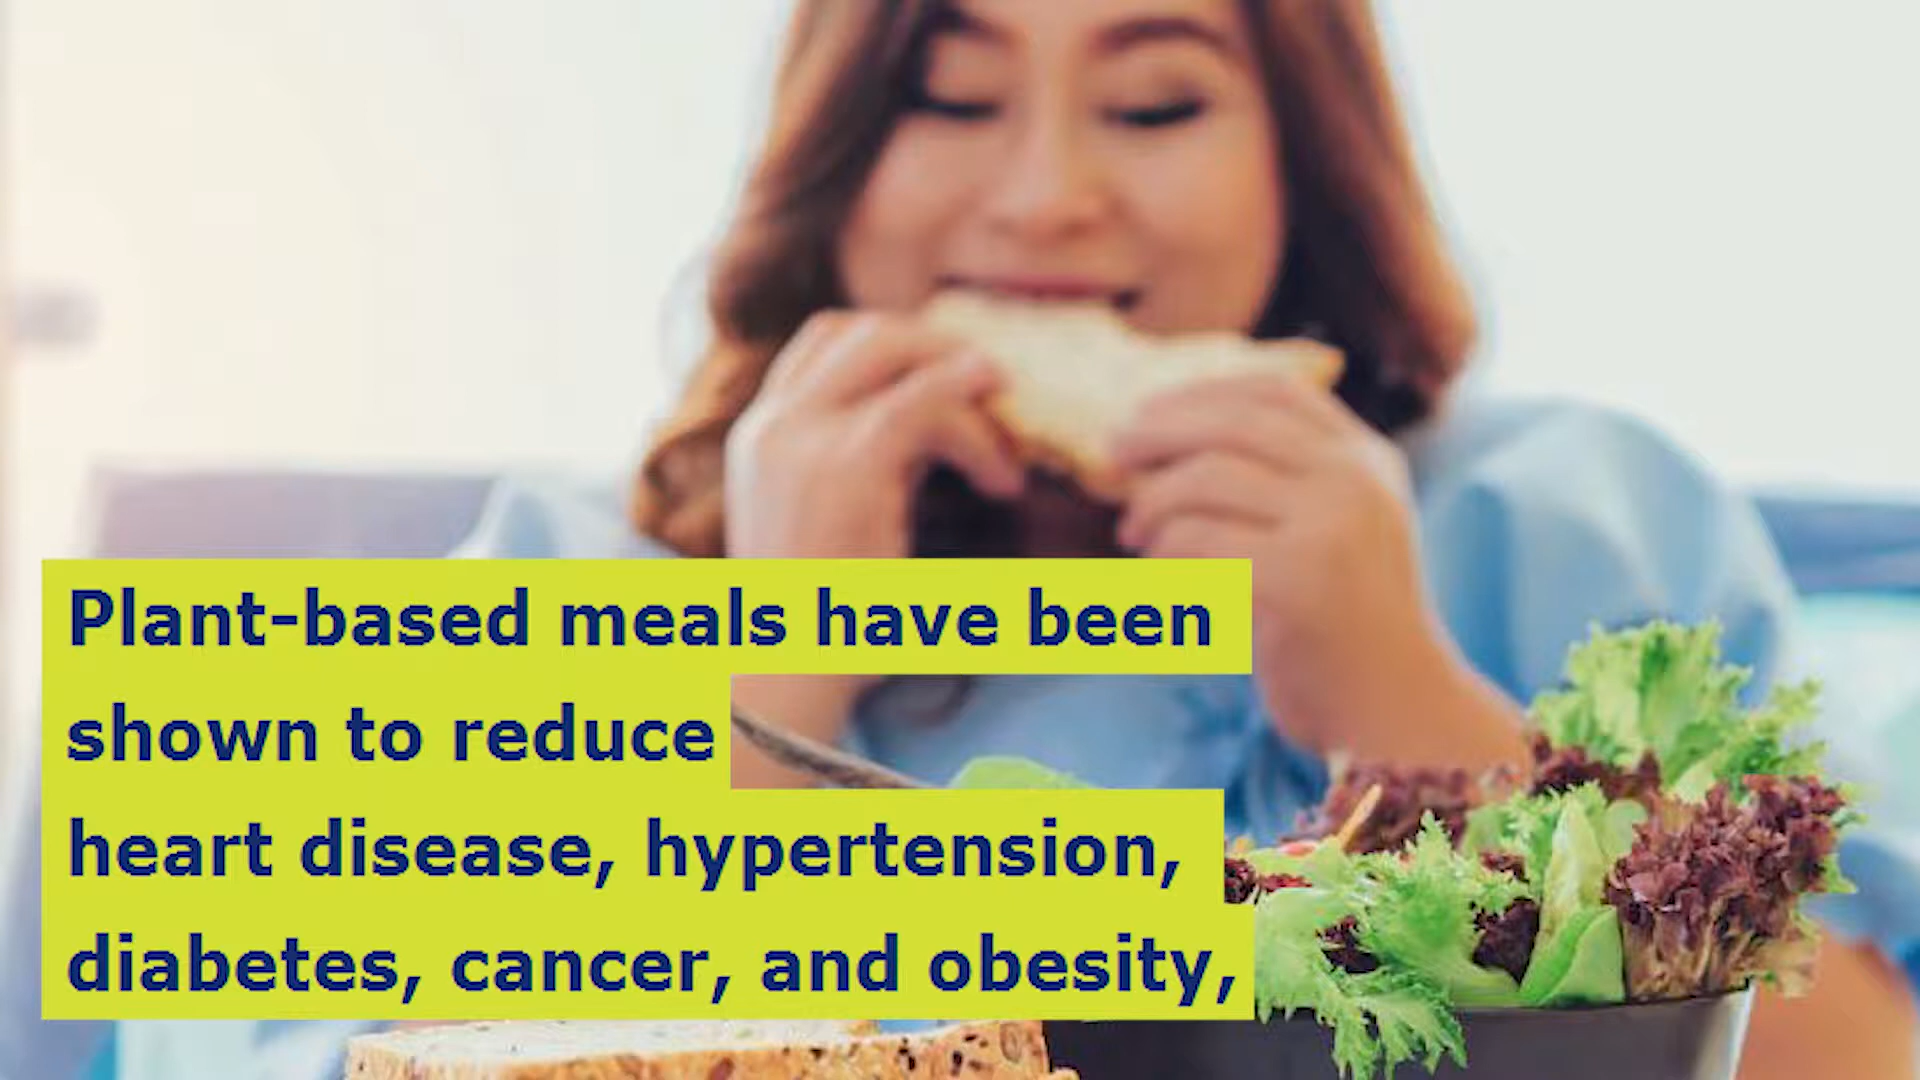 Plant-based meals have been
shown to reduce
heart disease, hypertension,
diabetes, cancer, and obesity,